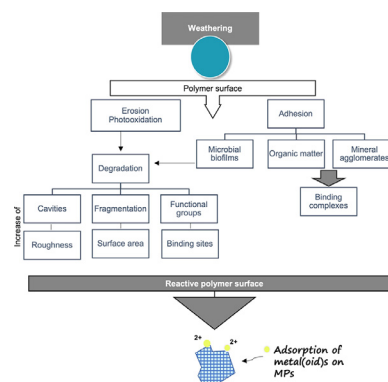 Weathering
Polymer surface
Erosion
Photooxidation
Adhesion
Microbial
biofilms
Organic matter
Mineral
agglomerates
Degradation
Binding
complexes
Increase of
Cavities
Fragmentation
Functional
groups
Roughness
Surface area
Binding sites
Reactive polymer surface
2+
2+
Adsorption of
metal(oid)s on
MPs